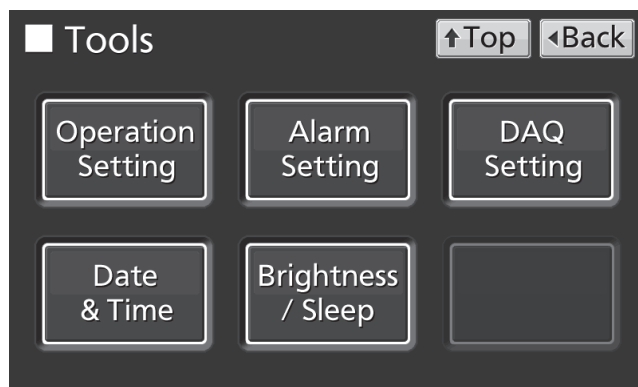 Tools
↑Top
◂Back
Operation
Setting
Alarm
Setting
DAQ
Setting
Date
& Time
Brightness
/ Sleep